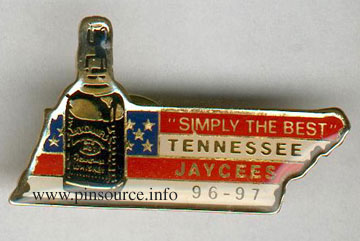 "SIMPLY THE BEST"
TENNESSEE
JAYCEES
96-97
www.pinsource.info